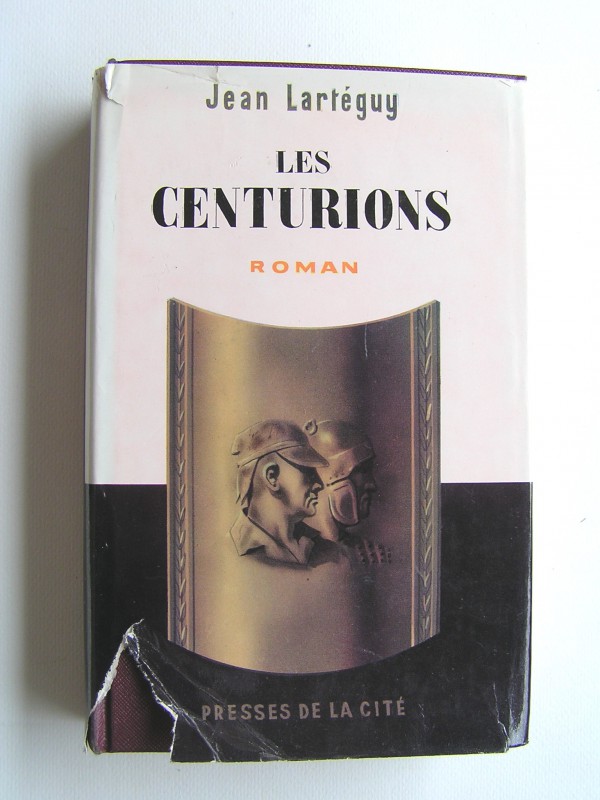 Jean Lartéguy
LES
CENTURIONS
ROMAN
PRESSES DE LA CITÉ